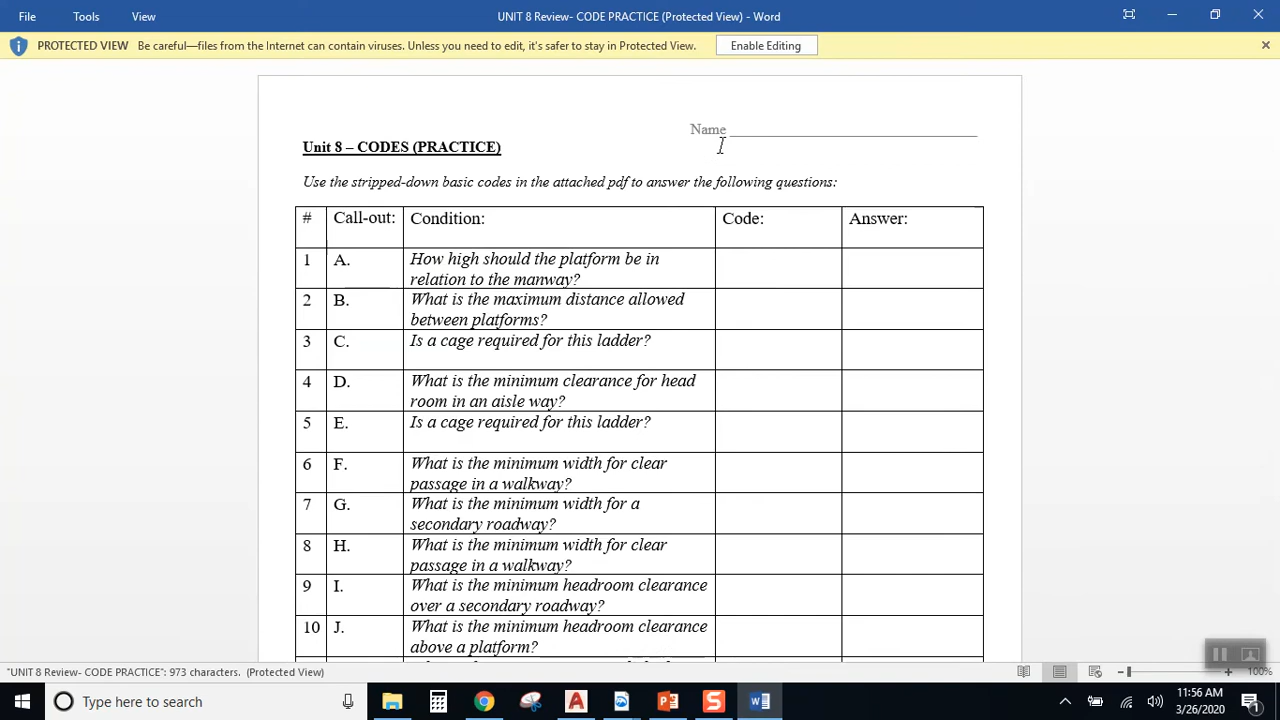 File Tools View UNIT 8 Review- CODE PRACTICE (Protected View) - Word
PROTECTED VIEW Be careful—files from the Internet can contain viruses. Unless you need to edit, it's safer to stay in Protected View. Enable Editing
Name
Unit 8 – CODES (PRACTICE)
Use the stripped-down basic codes in the attached pdf to answer the following questions:
# Call-out: Condition: Code: Answer:
1 A. How high should the platform be in
relation to the manway?
2 B. What is the maximum distance allowed
between platforms?
3 C. Is a cage required for this ladder?
4 D. What is the minimum clearance for head
room in an aisle way?
5 E. Is a cage required for this ladder?
6 F. What is the minimum width for clear
passage in a walkway?
7 G. What is the minimum width for a
secondary roadway?
8 H. What is the minimum width for clear
passage in a walkway?
9 I. What is the minimum headroom clearance
over a secondary roadway?
10 J. What is the minimum headroom clearance
above a platform?
"UNIT 8 Review- CODE PRACTICE": 973 characters. (Protected View) 100%
Type here to search 11:56 AM
3/26/2020